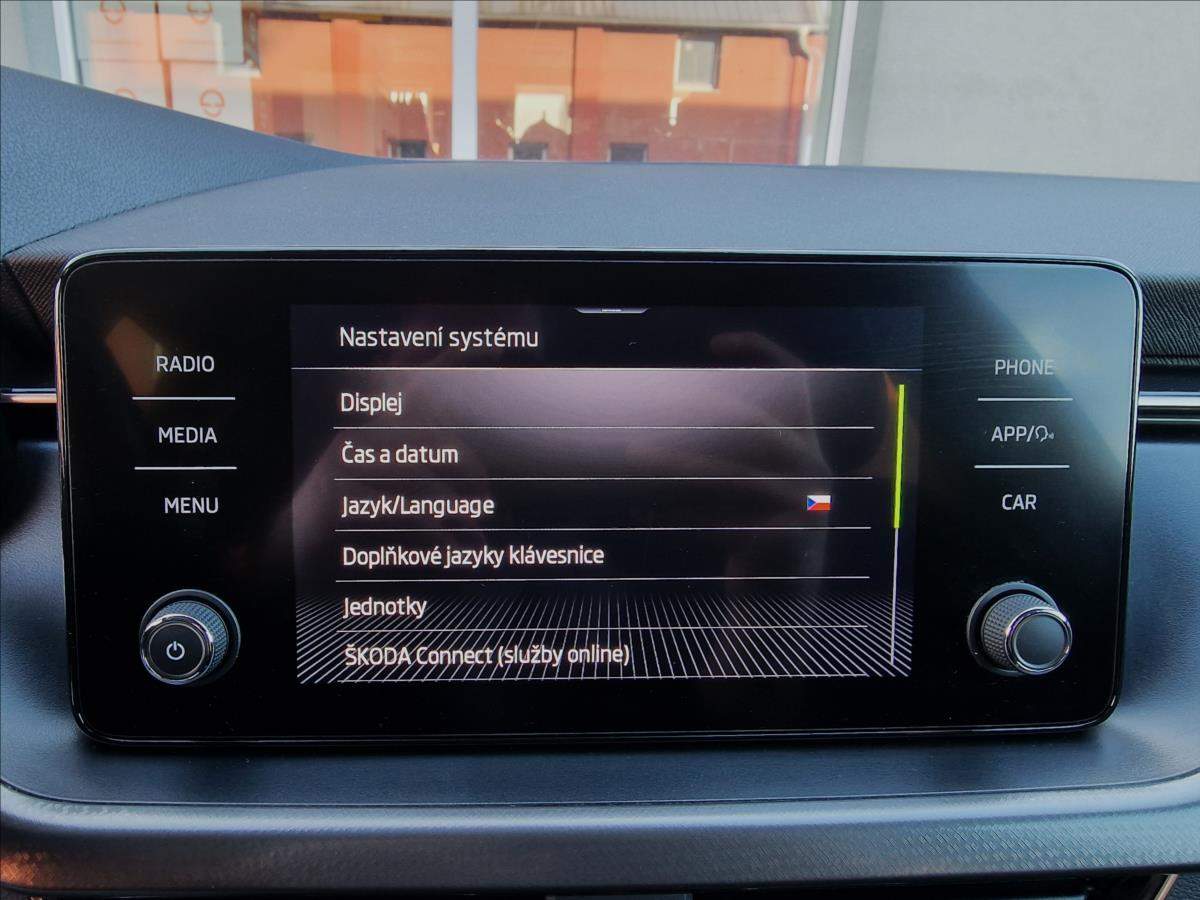 Nastavení systému
RADIO
MEDIA
MENU
Displej
Čas a datum
Jazyk/Language
Doplňkové jazyky klávesnice
Jednotky
ŠKODA Connect (služby online)
PHONE
APP/
CAR